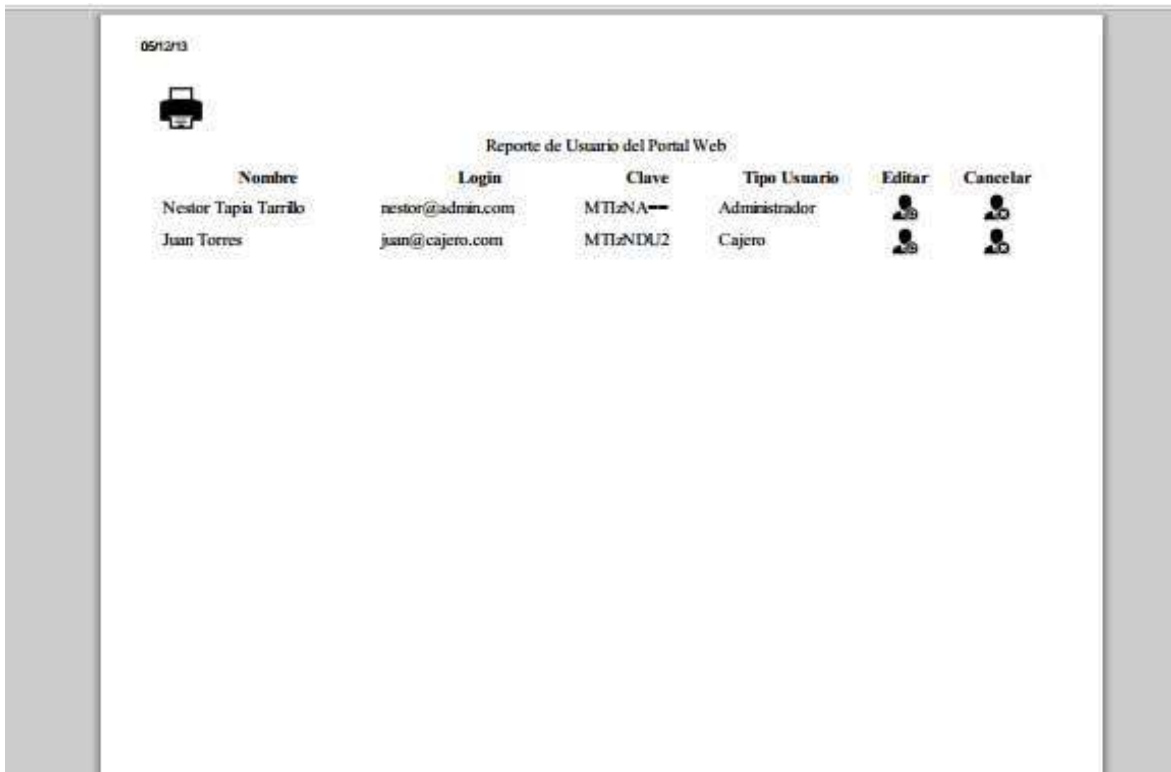 05/12/13
Reporte de Usuario del Portal Web
Nombre Login Clave Tipo Usuario Editar Cancelar
Nestor Tapia Tarrillo nestor@admin.com MTIzNA== Administrador
Juan Torres juan@cajero.com MTIzNDU2 Cajero